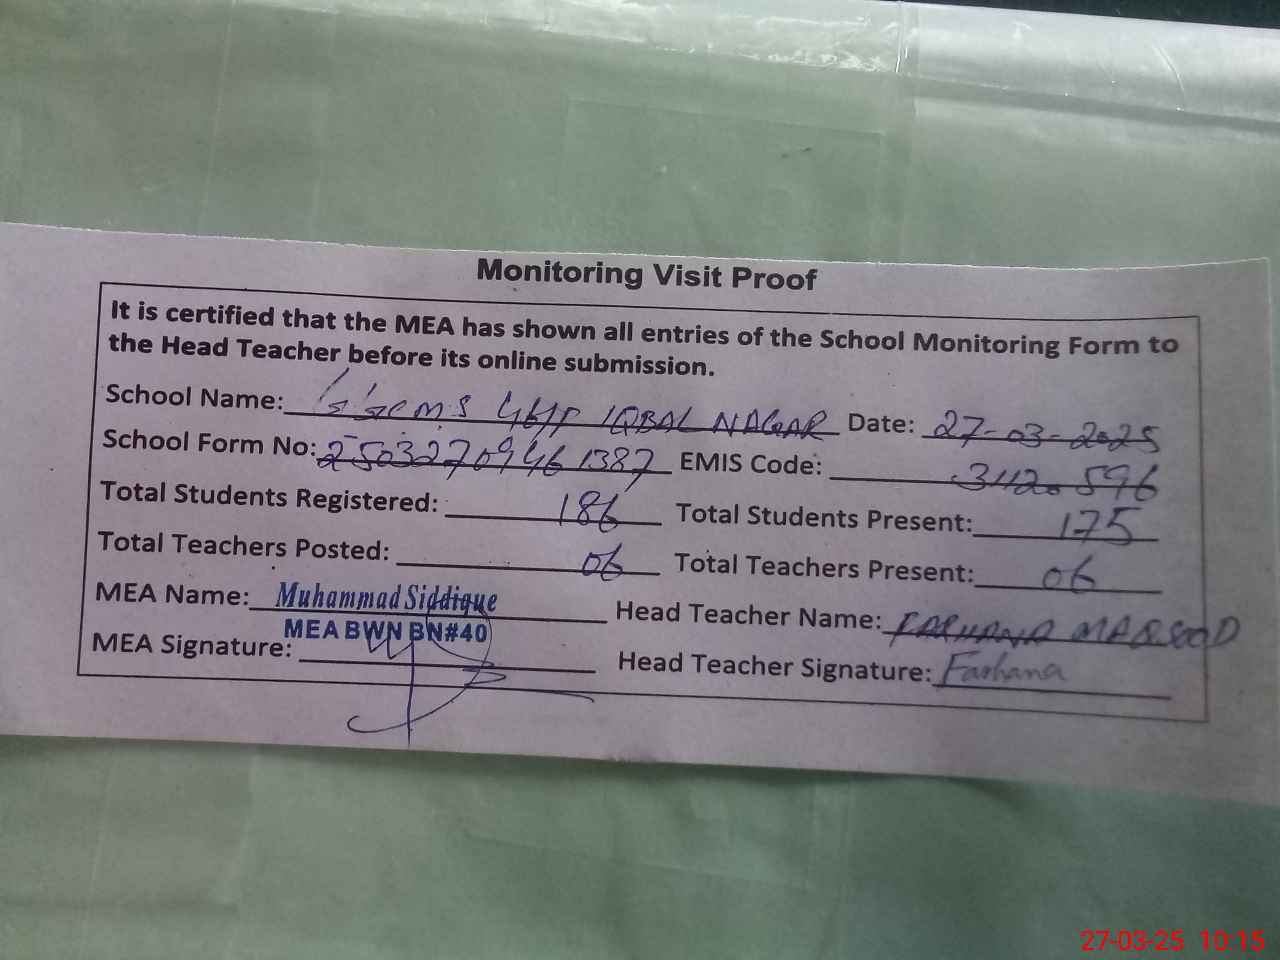 Monitoring Visit Proof
It is certified that the MEA has shown all entries of the School Monitoring Form to
the Head Teacher before its online submission.
School Name: IQBAL NAGAR Date: 27-03-2025
School Form No: 25032709461387 EMIS Code: 31120596
Total Students Registered: 186 Total Students Present: 175
Total Teachers Posted: 06 Total Teachers Present: 06
MEA Name: Muhammad Siddique Head Teacher Name: FARHANA MAQSOOD
MEA BWN BN#40
MEA Signature: Head Teacher Signature: Farhana
27-03-25 10:15